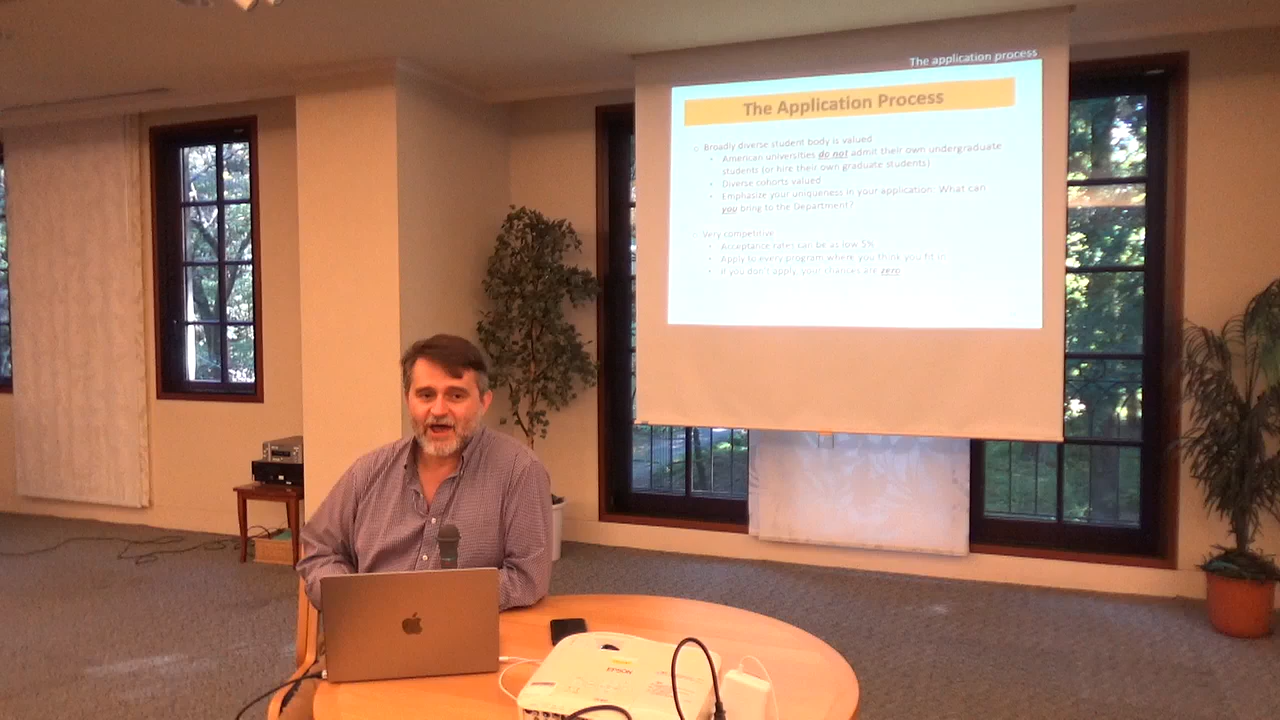 The application process
The Application Process
Broadly diverse student body is valued
American universities do not admit their own undergraduate
students (or hire their own graduate students)
Diverse cohorts valued
Emphasize your uniqueness in your application: What can
you bring to the Department?
Very competitive
Acceptance rates can be as low 5%
Apply to every program where you think you fit in
If you don't apply, your chances are zero
EPSON